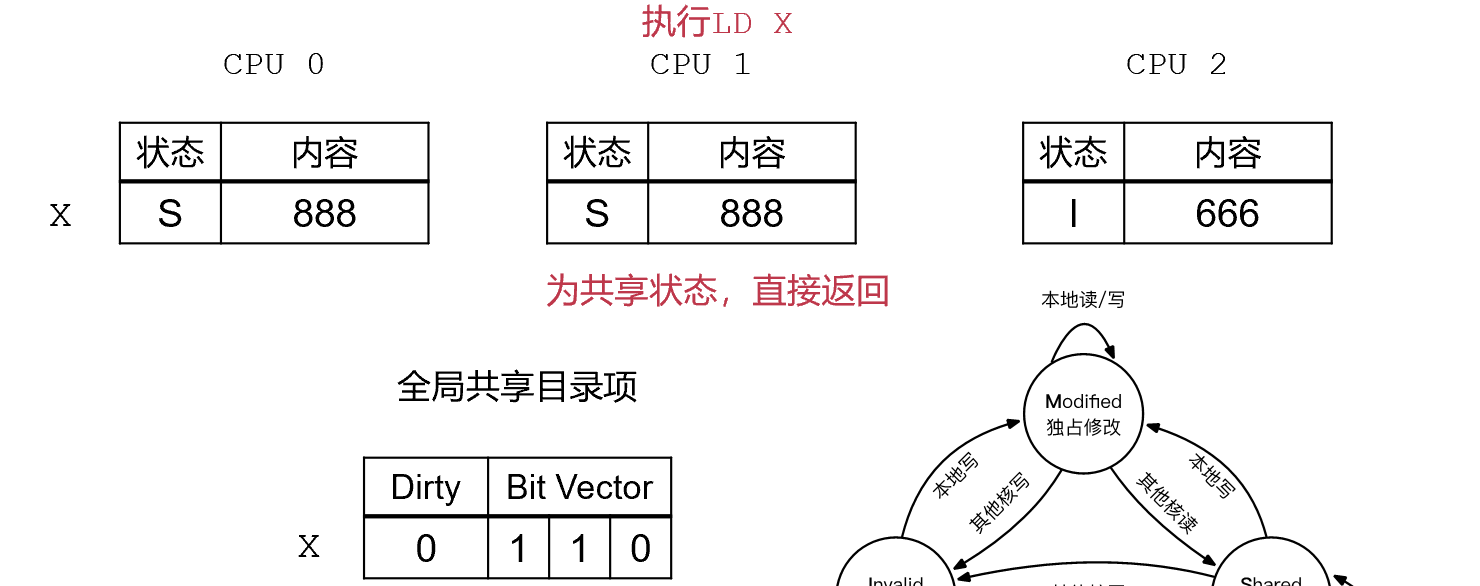 执行LD X
CPU 0 CPU 1 CPU 2
状态 内容 状态 内容 状态 内容
X S 888 S 888 I 666
为共享状态，直接返回
本地读/写
全局共享目录项
Modified
独占修改
Dirty Bit Vector
本地写 其他核写 其他核读 本地写
X 0 1 1 0
Invalid Shared